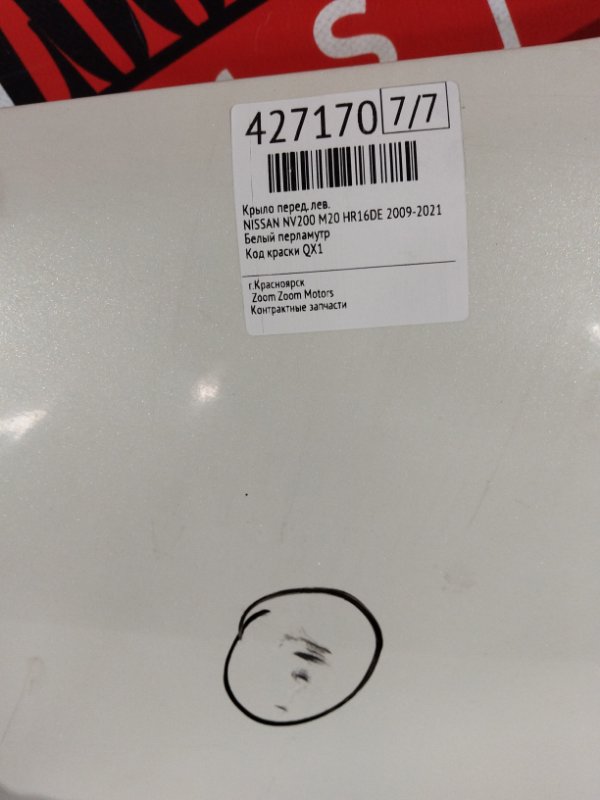 S
427170 7/7
Крыло перед. лев.
NISSAN NV200 M20 HR16DE 2009-2021
Белый перламутр
Код краски QX1
г.Красноярск
Zoom Zoom Motors
Контрактные запчасти